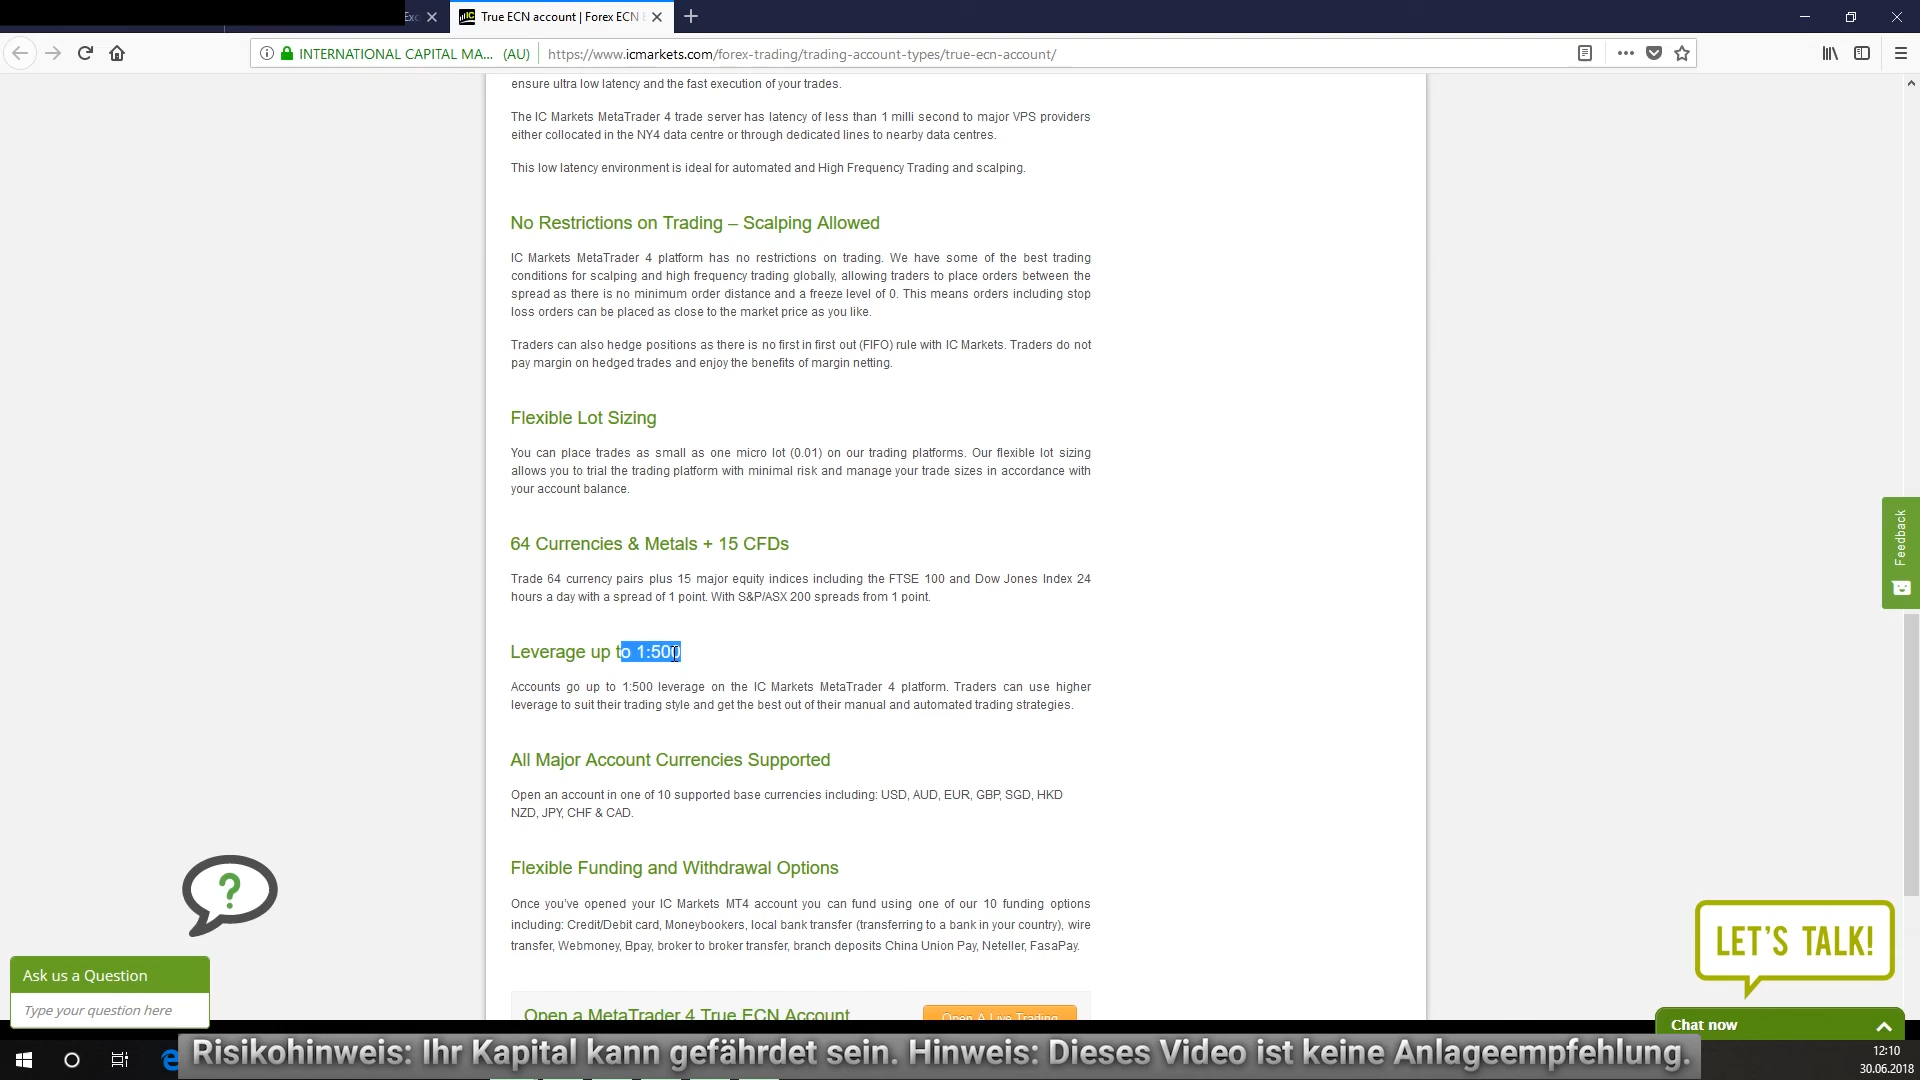 True ECN account | Forex ECN
INTERNATIONAL CAPITAL MA... (AU)
https://www.icmarkets.com/forex-trading/trading-account-types/true-ecn-account/
ensure ultra low latency and the fast execution of your trades.
The IC Markets MetaTrader 4 trade server has latency of less than 1 milli second to major VPS providers
either collocated in the NY4 data centre or through dedicated lines to nearby data centres.
This low latency environment is ideal for automated and High Frequency Trading and scalping.
No Restrictions on Trading – Scalping Allowed
IC Markets MetaTrader 4 platform has no restrictions on trading. We have some of the best trading
conditions for scalping and high frequency trading globally, allowing traders to place orders between the
spread as there is no minimum order distance and a freeze level of 0. This means orders including stop
loss orders can be placed as close to the market price as you like.
Traders can also hedge positions as there is no first in first out (FIFO) rule with IC Markets. Traders do not
pay margin on hedged trades and enjoy the benefits of margin netting.
Flexible Lot Sizing
You can place trades as small as one micro lot (0.01) on our trading platforms. Our flexible lot sizing
allows you to trial the trading platform with minimal risk and manage your trade sizes in accordance with
your account balance.
64 Currencies & Metals + 15 CFDs
Trade 64 currency pairs plus 15 major equity indices including the FTSE 100 and Dow Jones Index 24
hours a day with a spread of 1 point. With S&P/ASX 200 spreads from 1 point.
Leverage up to 1:500
Accounts go up to 1:500 leverage on the IC Markets MetaTrader 4 platform. Traders can use higher
leverage to suit their trading style and get the best out of their manual and automated trading strategies.
All Major Account Currencies Supported
Open an account in one of 10 supported base currencies including: USD, AUD, EUR, GBP, SGD, HKD
NZD, JPY, CHF & CAD.
Flexible Funding and Withdrawal Options
Once you've opened your IC Markets MT4 account you can fund using one of our 10 funding options
including: Credit/Debit card, Moneybookers, local bank transfer (transferring to a bank in your country), wire
transfer, Webmoney, Bpay, broker to broker transfer, branch deposits China Union Pay, Neteller, FasaPay.
Open a MetaTrader 4 True ECN Account
Open A Live Trading
Feedback
?
Ask us a Question
Type your question here
LET'S TALK!
Chat now
Risikohinweis: Ihr Kapital kann gefährdet sein. Hinweis: Dieses Video ist keine Anlageempfehlung.
12:10
30.06.2018